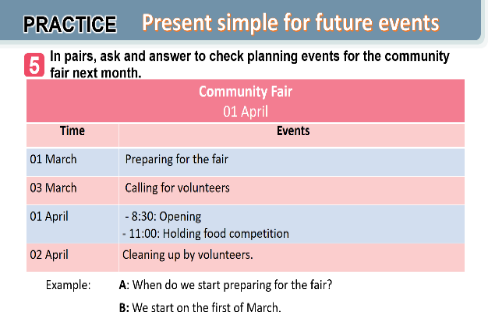 PRACTICE Present simple for future events
5 In pairs, ask and answer to check planning events for the community
fair next month.
Community Fair
01 April
Time Events
01 March Preparing for the fair
03 March Calling for volunteers
01 April - 8:30: Opening
- 11:00: Holding food competition
02 April Cleaning up by volunteers.
Example: A: When do we start preparing for the fair?
B: We start on the first of March.